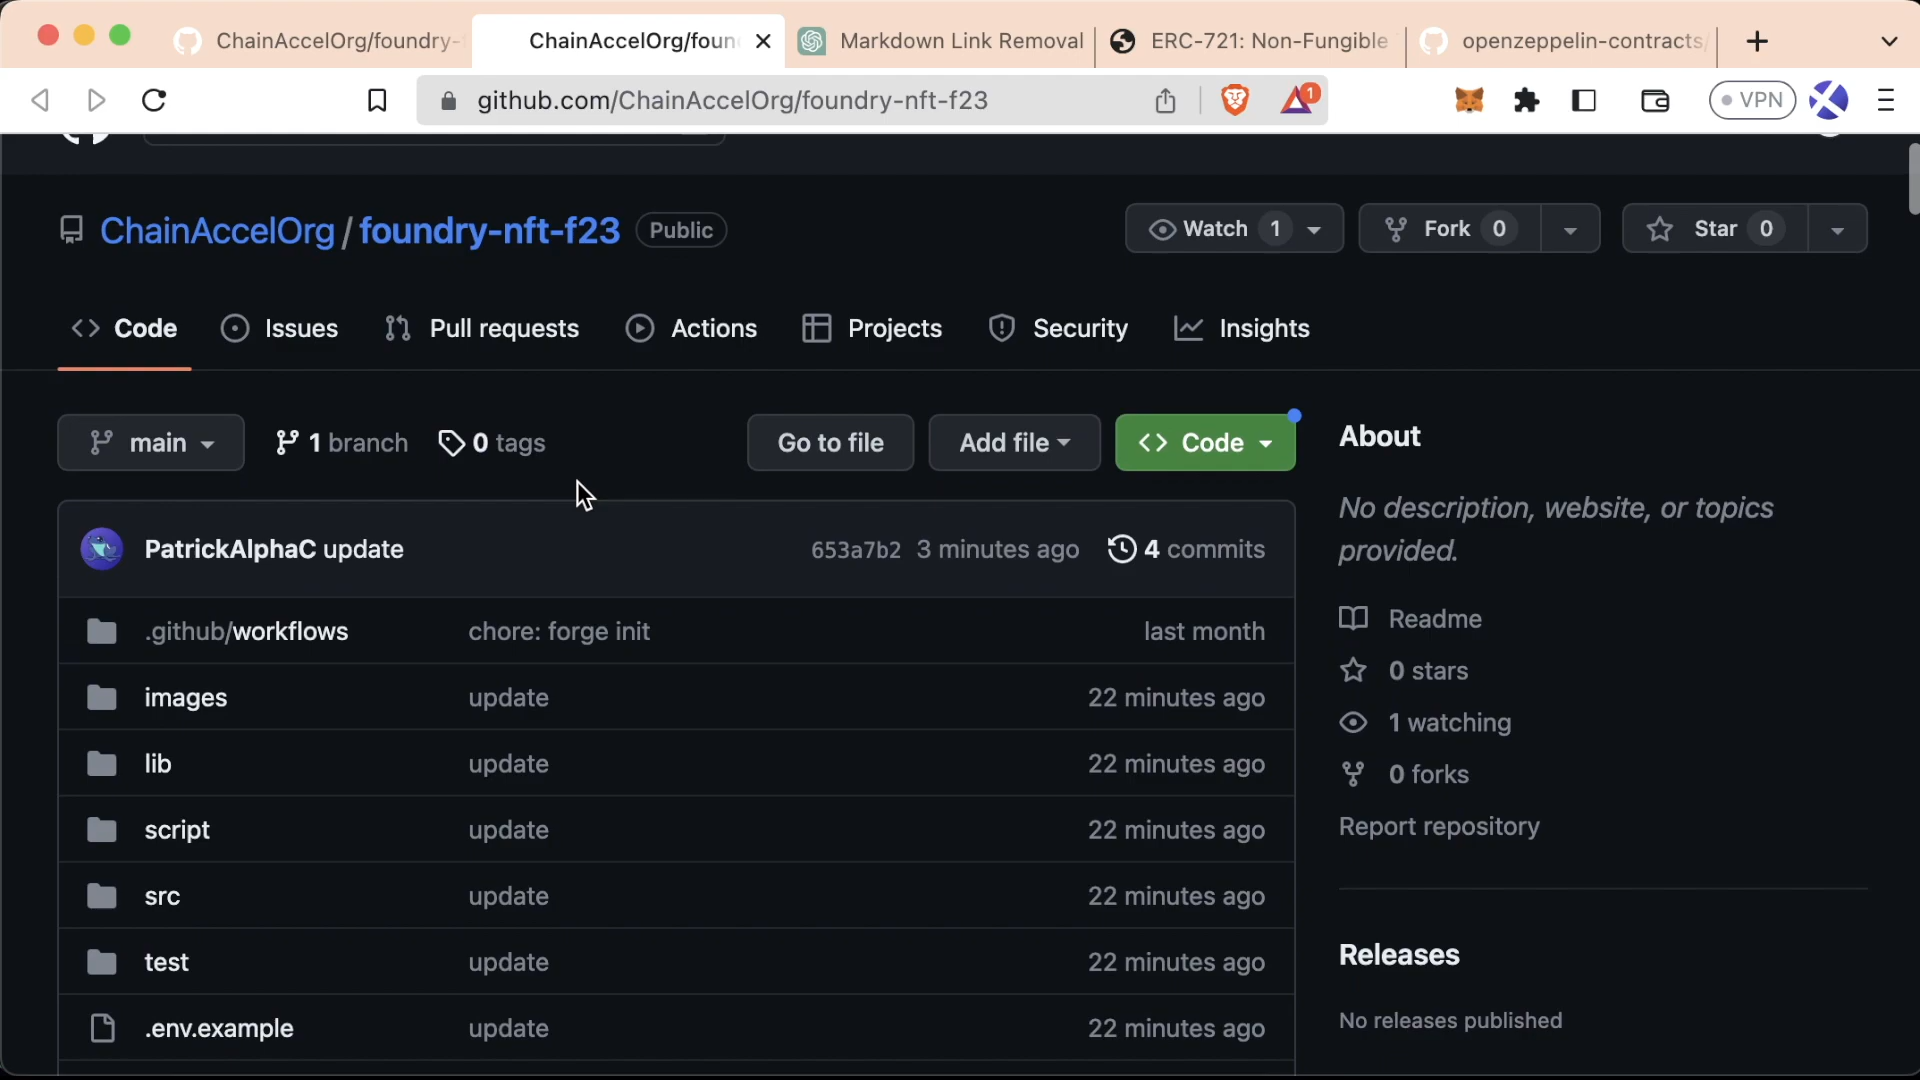 ChainAccelOrg/foundry-
ChainAccelOrg/foun
Markdown Link Removal
ERC-721: Non-Fungible
openzeppelin-contracts/
github.com/ChainAccelOrg/foundry-nft-f23
1
VPN
ChainAccelOrg / foundry-nft-f23 Public
Watch 1
Fork 0
Star 0
Code
Issues
Pull requests
Actions
Projects
Security
Insights
main
1 branch
0 tags
Go to file
Add file
Code
PatrickAlphaC update 653a7b2 3 minutes ago 4 commits
.github/workflows chore: forge init last month
images update 22 minutes ago
lib update 22 minutes ago
script update 22 minutes ago
src update 22 minutes ago
test update 22 minutes ago
.env.example update 22 minutes ago
About
No description, website, or topics
provided.
Readme
0 stars
1 watching
0 forks
Report repository
Releases
No releases published